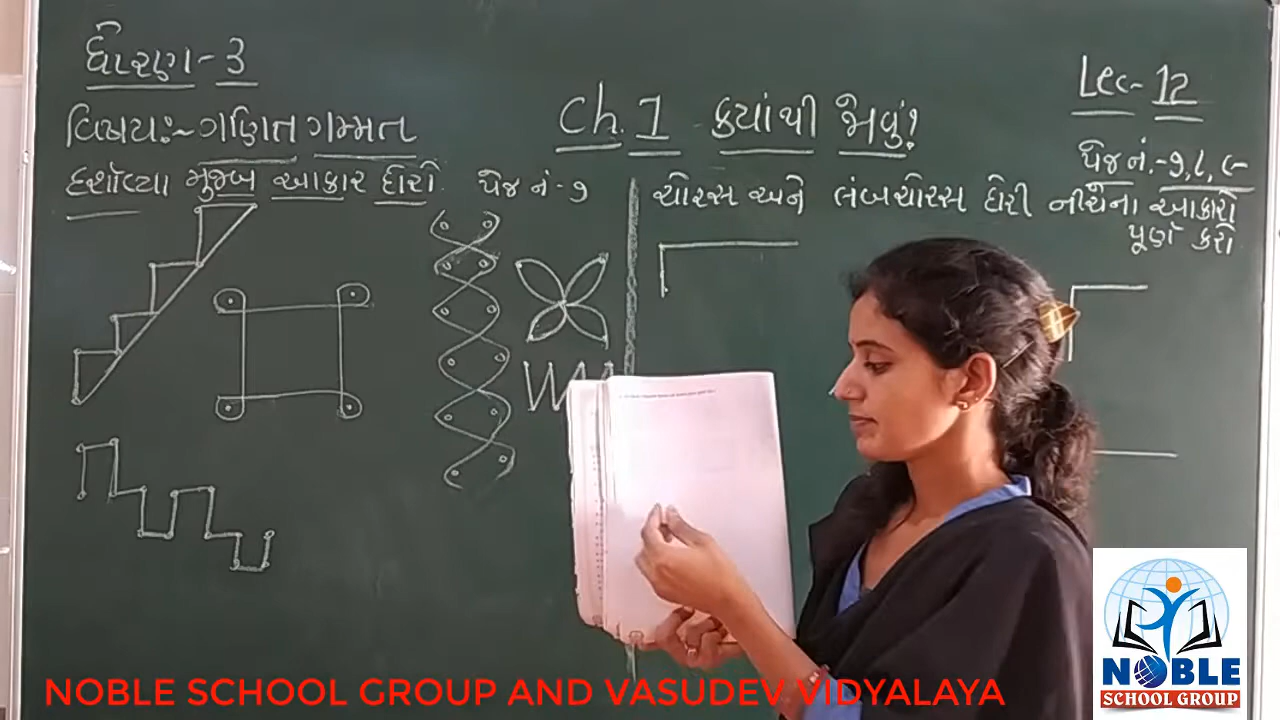 ધોરણ - ૩
વિષય :- ગણિત ગમ્મત
દર્શાવ્યા મુજબ આકાર દોરો.
પેજ નં - ૭
Ch. 1 કયાંથી જોવું!
Lec - 12
પેજ નં. - ૭, ૮, ૯
ચોરસ અને લંબચોરસ દોરી નીચેના આકારો
પૂર્ણ કરો
NOBLE SCHOOL GROUP AND VASUDEV VIDYALAYA
NOBLE
SCHOOL GROUP